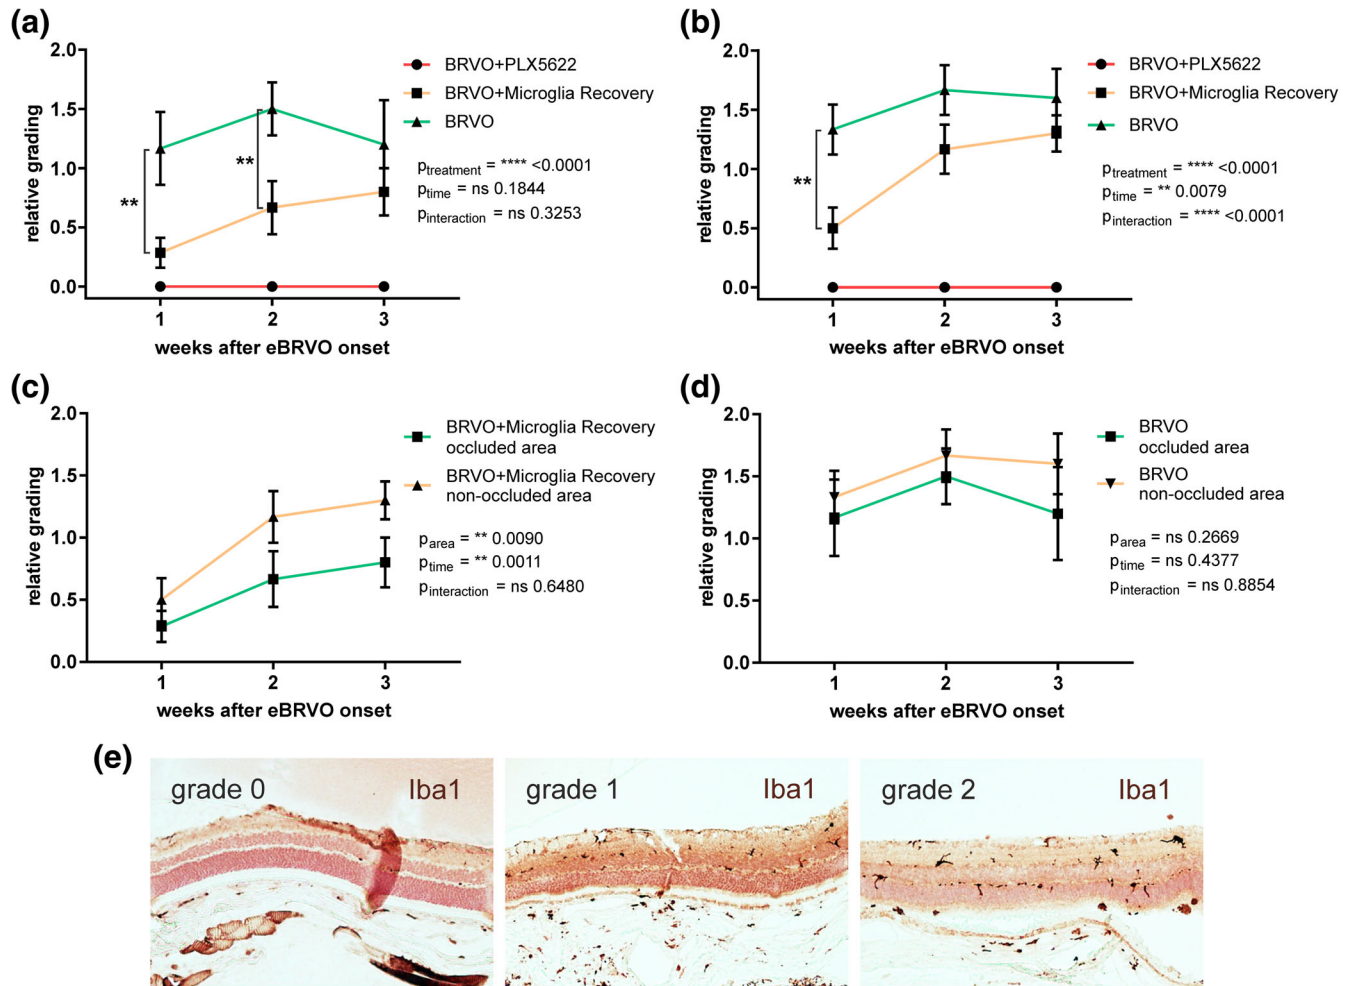 (a)
2.0
1.5
1.0
0.5
0.0
relative grading
1 2 3
weeks after eBRVO onset
** **
BRVO+PLX5622
BRVO+Microglia Recovery
BRVO
ptreatment = **** <0.0001
ptime = ns 0.1844
pinteraction = ns 0.3253
(b)
2.0
1.5
1.0
0.5
0.0
relative grading
1 2 3
weeks after eBRVO onset
**
BRVO+PLX5622
BRVO+Microglia Recovery
BRVO
ptreatment = **** <0.0001
ptime = ** 0.0079
pinteraction = **** <0.0001
(c)
2.0
1.5
1.0
0.5
0.0
relative grading
1 2 3
weeks after eBRVO onset
BRVO+Microglia Recovery
occluded area
BRVO+Microglia Recovery
non-occluded area
parea = ** 0.0090
ptime = ** 0.0011
pinteraction = ns 0.6480
(d)
2.0
1.5
1.0
0.5
0.0
relative grading
1 2 3
weeks after eBRVO onset
BRVO
occluded area
BRVO
non-occluded area
parea = ns 0.2669
ptime = ns 0.4377
pinteraction = ns 0.8854
(e)
grade 0 Iba1
grade 1 Iba1
grade 2 Iba1